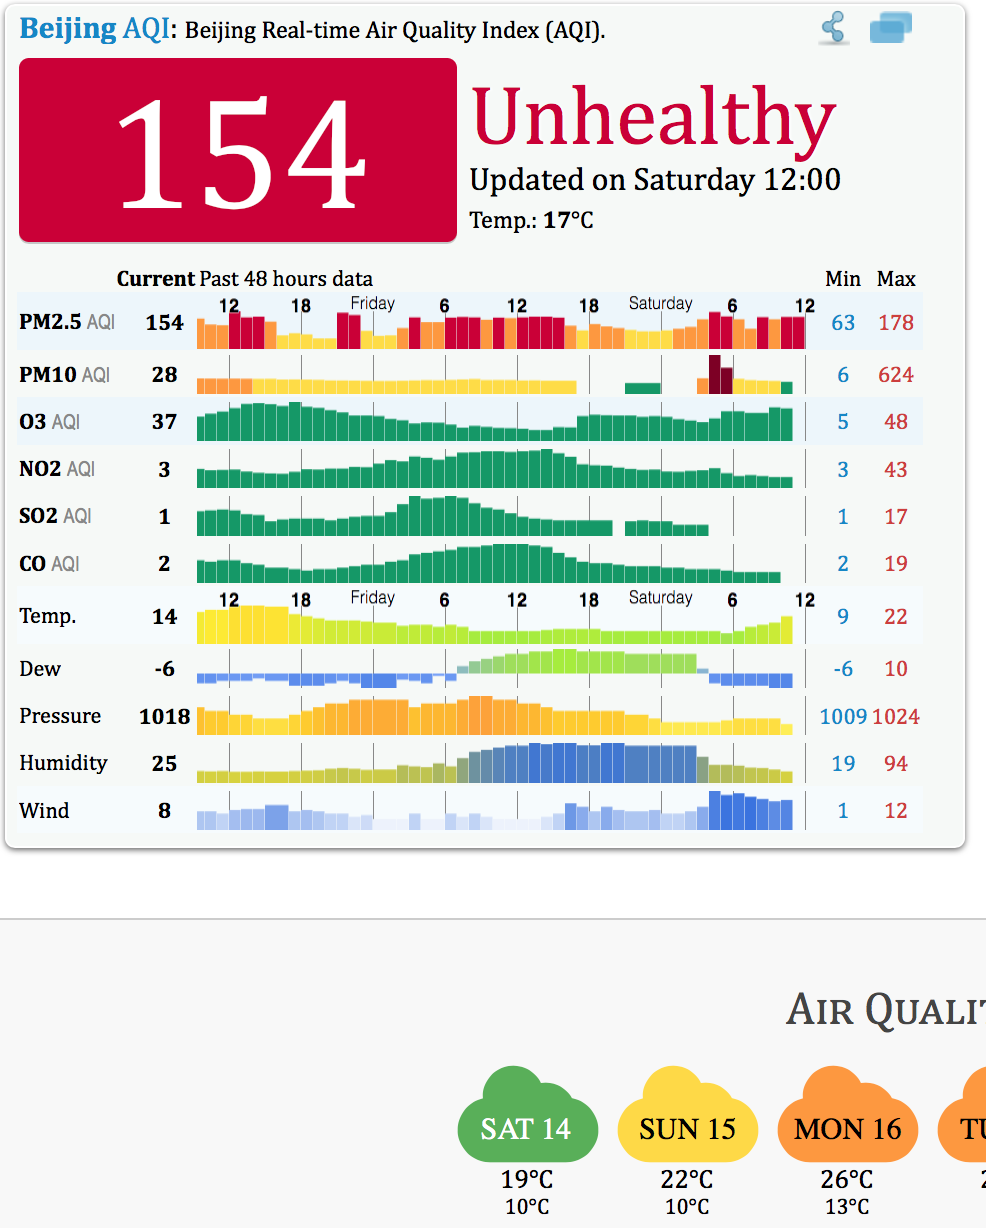 Beijing AQI: Beijing Real-time Air Quality Index (AQI).
154
Unhealthy
Updated on Saturday 12:00
Temp.: 17°C
Current Past 48 hours data Min Max
12 18 Friday 6 12 18 Saturday 6 12
PM2.5 AQI 154 63 178
PM10 AQI 28 6 624
O3 AQI 37 5 48
NO2 AQI 3 3 43
SO2 AQI 1 1 17
CO AQI 2 2 19
12 18 Friday 6 12 18 Saturday 6 12
Temp. 14 9 22
Dew -6 -6 10
Pressure 1018 1009 1024
Humidity 25 19 94
Wind 8 1 12
AIR QUALI
SAT 14 SUN 15 MON 16 TU
19°C 22°C 26°C
10°C 10°C 13°C